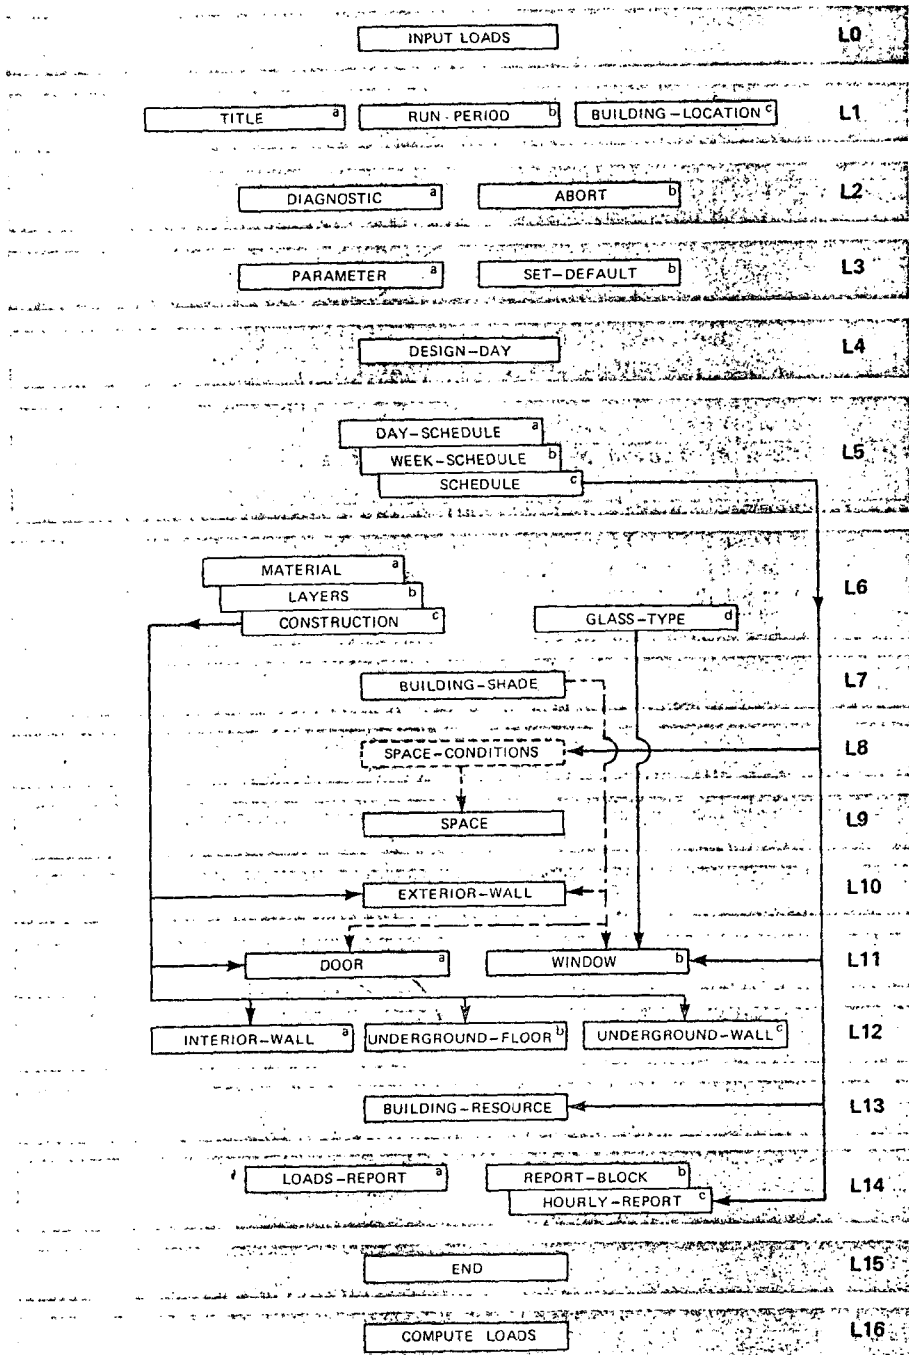 INPUT LOADS L0
TITLE a RUN-PERIOD b BUILDING-LOCATION c L1
DIAGNOSTIC a ABORT b L2
PARAMETER a SET-DEFAULT b L3
DESIGN-DAY L4
DAY-SCHEDULE a
WEEK-SCHEDULE b L5
SCHEDULE c
MATERIAL a
LAYERS b L6
CONSTRUCTION c GLASS-TYPE d
BUILDING-SHADE L7
SPACE-CONDITIONS L8
SPACE L9
EXTERIOR-WALL L10
DOOR a WINDOW b L11
INTERIOR-WALL a UNDERGROUND-FLOOR b UNDERGROUND-WALL c L12
BUILDING-RESOURCE L13
LOADS-REPORT a REPORT-BLOCK b L14
HOURLY-REPORT c
END L15
COMPUTE LOADS L16